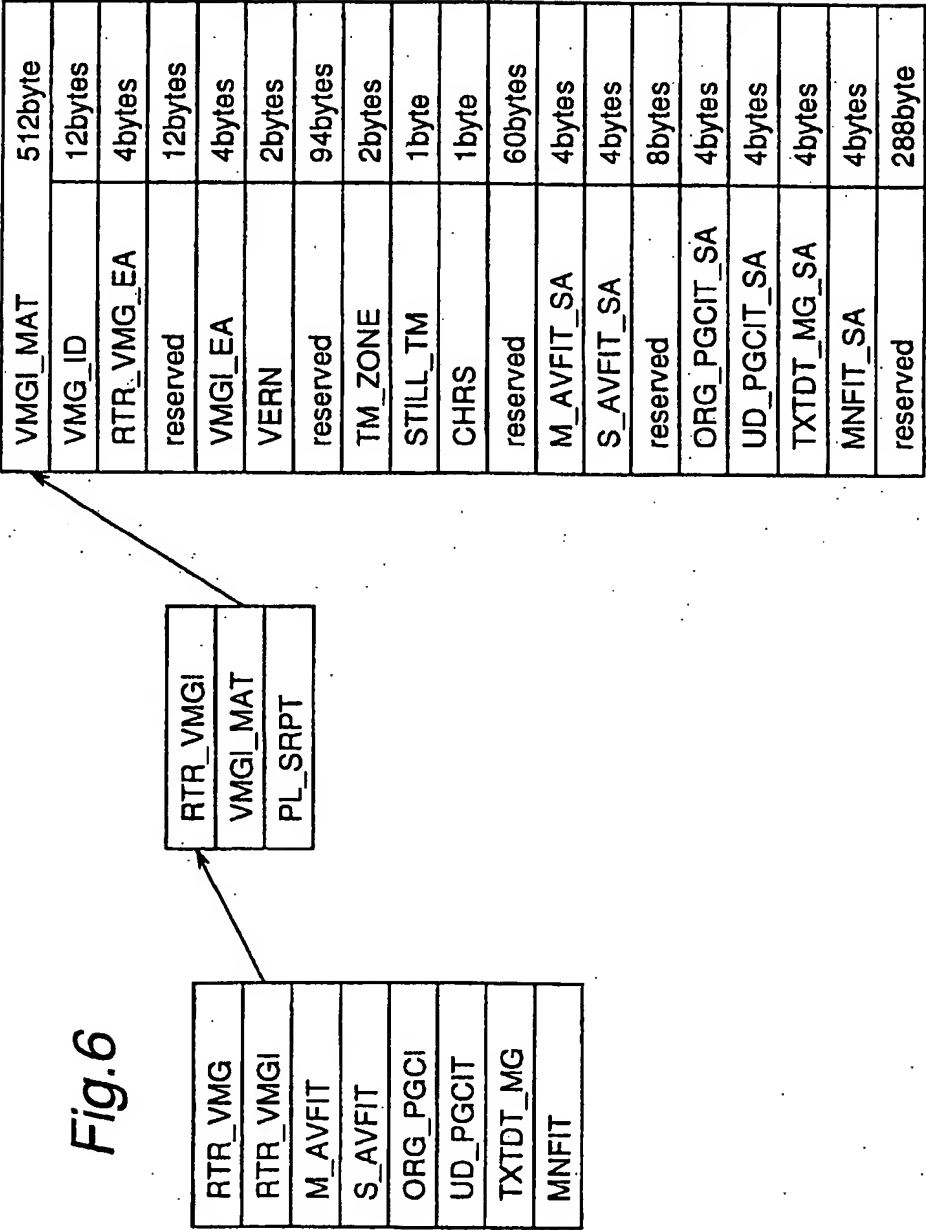 Fig.6
RTR_VMG
RTR_VMGI
M_AVFIT
S_AVFIT
ORG_PGCI
UD_PGCIT
TXTDT_MG
MNFIT
RTR_VMGI
VMGI_MAT
PL_SRPT
VMGI_MAT 512byte
VMG_ID 12bytes
RTR_VMG_EA 4bytes
reserved 12bytes
VMGI_EA 4bytes
VERN 2bytes
reserved 94bytes
TM_ZONE 2bytes
STILL_TM 1byte
CHRS 1byte
reserved 60bytes
M_AVFIT_SA 4bytes
S_AVFIT_SA 4bytes
reserved 8bytes
ORG_PGCIT_SA 4bytes
UD_PGCIT_SA 4bytes
TXTDT_MG_SA 4bytes
MNFIT_SA 4bytes
reserved 288byte